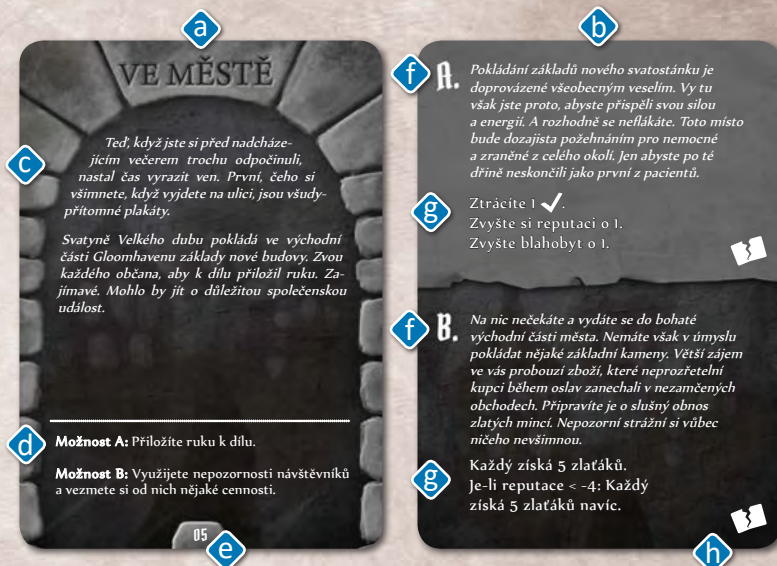 a
b
VE MĚSTĚ
c
Teď, když jste si před nadcháze-
jícím večerem trochu odpočinuli,
nastal čas vyrazit ven. První, čeho si
všimnete, když vyjdete na ulici, jsou všudy-
přítomné plakáty.
Svatyně Velkého dubu pokládá ve východní
části Gloomhavenu základy nové budovy. Zvou
každého občana, aby k dílu přiložil ruku. Za-
jímavé. Mohlo by jít o důležitou společenskou
událost.
d
Možnost A: Přiložíte ruku k dílu.
Možnost B: Využijete nepozornosti návštěvníků
a vezmete si od nich nějaké cennosti.
05
e
f
A. Pokládání základů nového svatostánku je
doprovázené všeobecným veselím. Vy tu
však jste proto, abyste přispěli svou silou
a energií. A rozhodně se neflákáte. Toto místo
bude dozajista požehnáním pro nemocné
a zraněné z celého okolí. Jen abyste po té
dřině neskončili jako první z pacientů.
g
Ztrácíte 1 ✓.
Zvyšte si reputaci o 1.
Zvyšte blahobyt o 1.
f
B. Na nic nečekáte a vydáte se do bohaté
východní části města. Nemáte však v úmyslu
pokládat nějaké základní kameny. Větší zájem
ve vás probouzí zboží, které neprozřetelní
kupci během oslav zanechali v nezamčených
obchodech. Připravíte je o slušný obnos
zlatých mincí. Nepozorní strážní si vůbec
ničeho nevšimnou.
g
Každý získá 5 zlaťáků.
Je-li reputace < -4: Každý
získá 5 zlaťáků navíc.
h